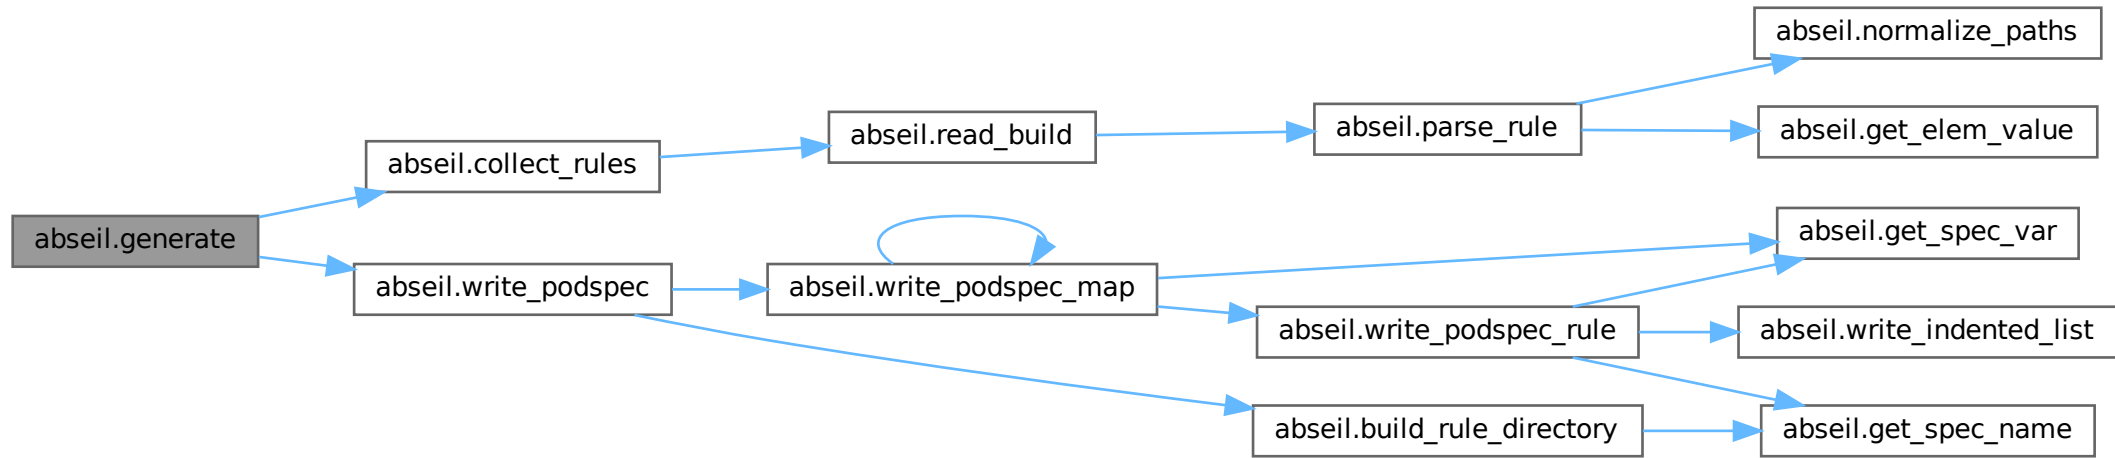 abseil.generate
abseil.collect_rules
abseil.write_podspec
abseil.read_build
abseil.write_podspec_map
abseil.parse_rule
abseil.write_podspec_rule
abseil.build_rule_directory
abseil.normalize_paths
abseil.get_elem_value
abseil.get_spec_var
abseil.write_indented_list
abseil.get_spec_name